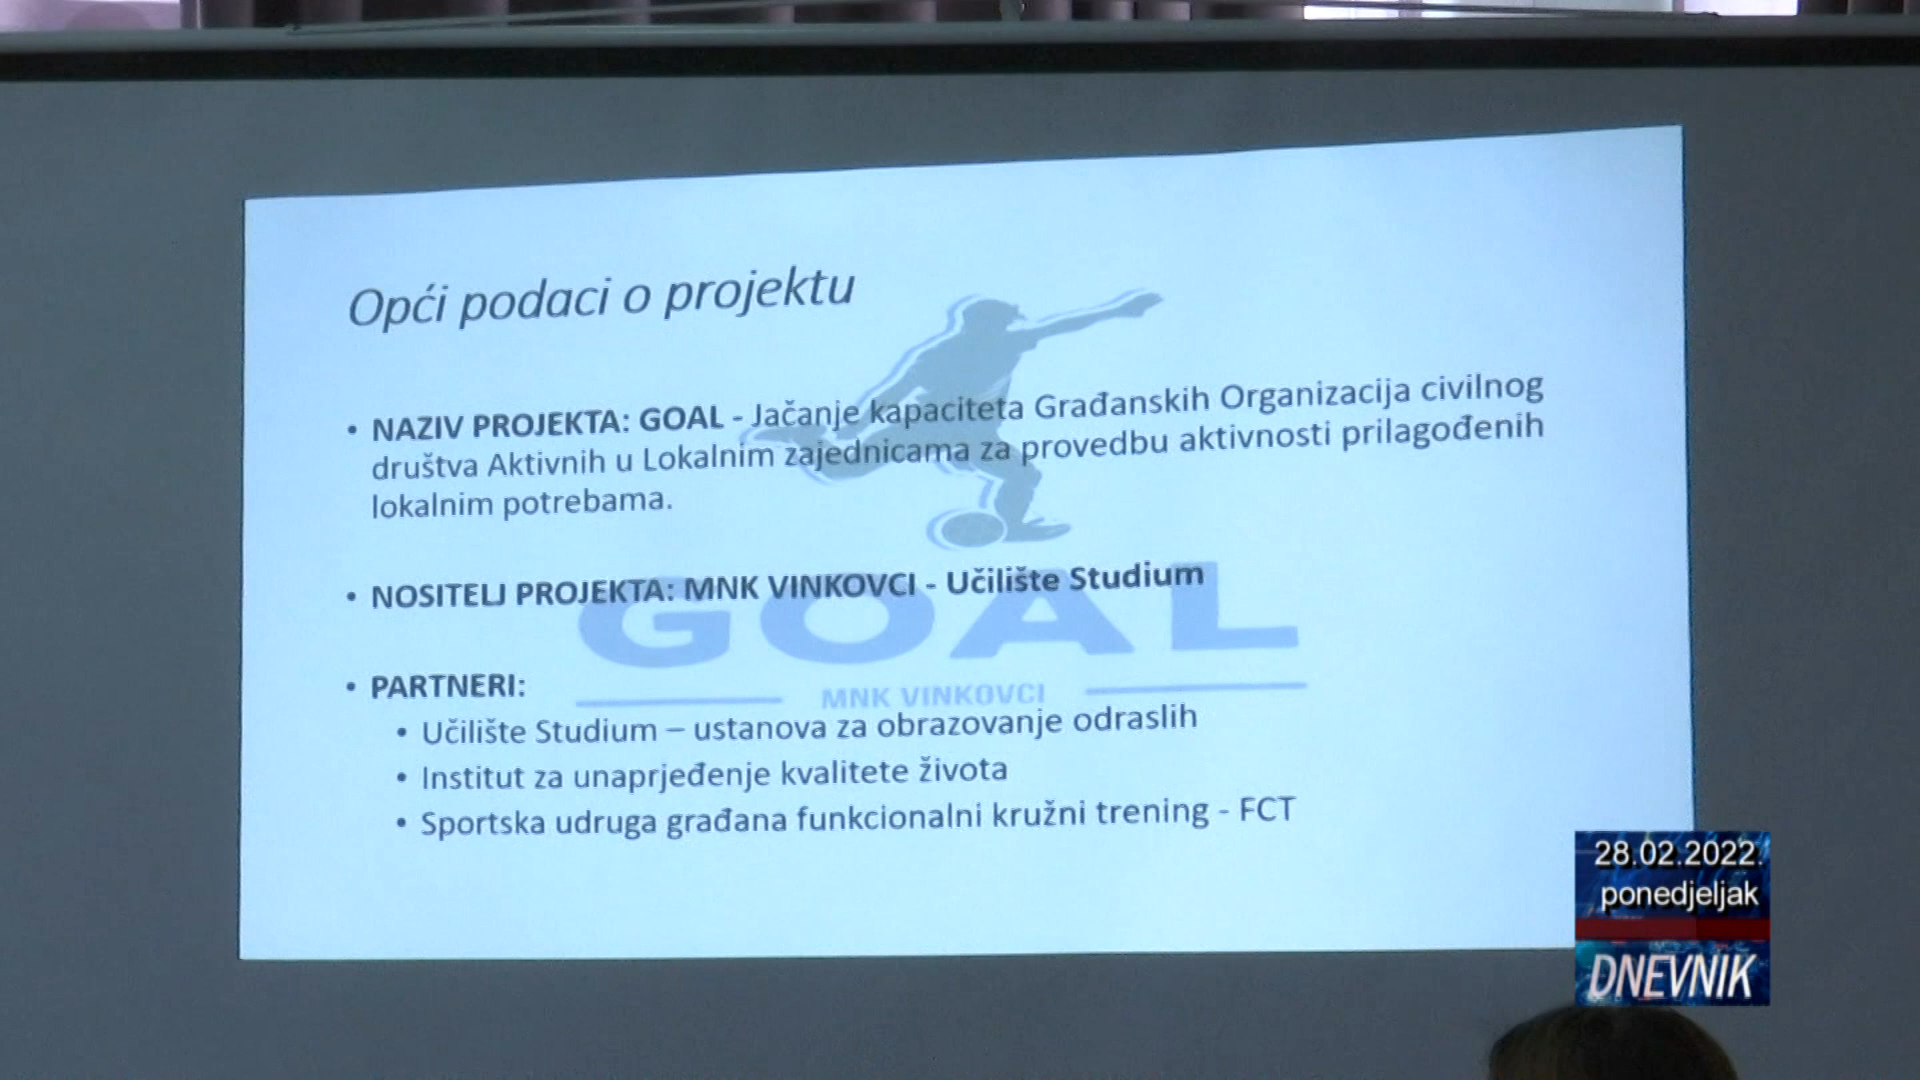 Opći podaci o projektu
• NAZIV PROJEKTA: GOAL - Jačanje kapaciteta Građanskih Organizacija civilnog
društva Aktivnih u Lokalnim zajednicama za provedbu aktivnosti prilagođenih
lokalnim potrebama.
• NOSITELJ PROJEKTA: MNK VINKOVCI - Učilište Studium
GOAL
• PARTNERI:
MNK VINKOVCI
• Učilište Studium – ustanova za obrazovanje odraslih
• Institut za unaprjeđenje kvalitete života
• Sportska udruga građana funkcionalni kružni trening - FCT
28.02.2022.
ponedjeljak
DNEVNIK